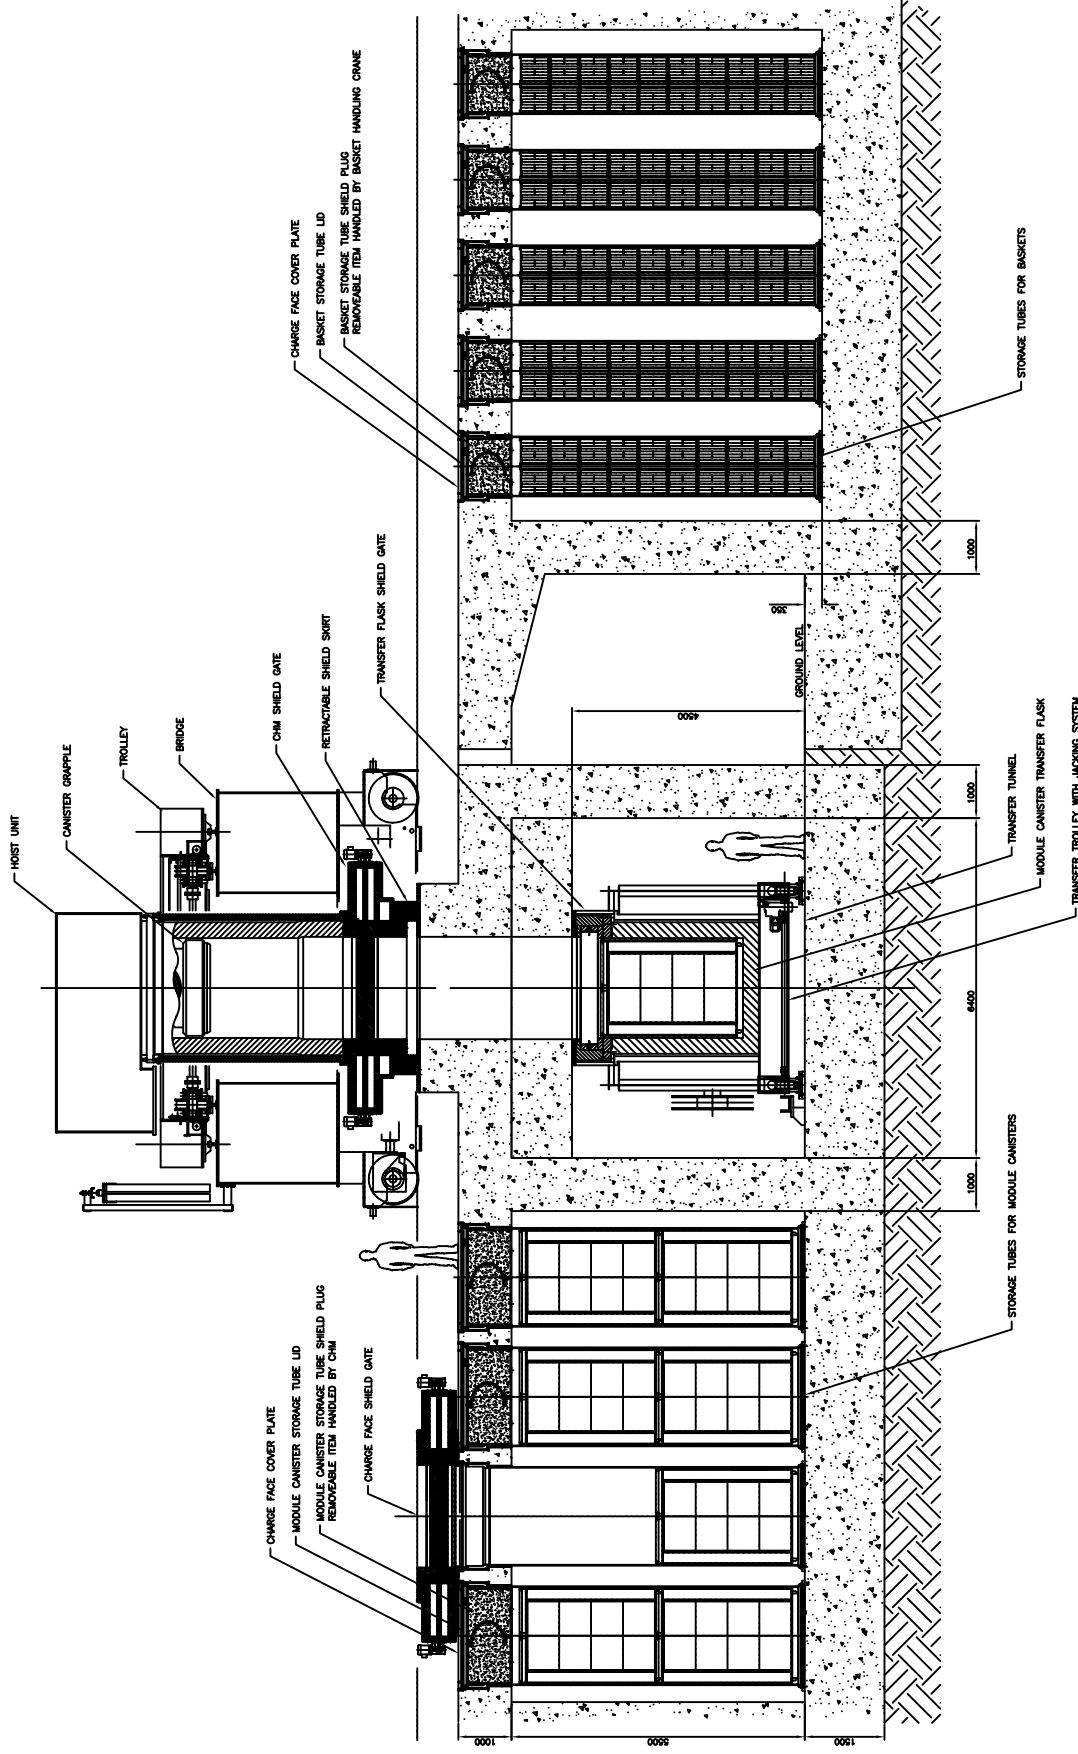 HOIST UNIT
CANISTER GRAPPLE
TROLLEY
BRIDGE
CHM SHIELD GATE
RETRACTABLE SHIELD SKIRT
TRANSFER FLASK SHIELD GATE
CHARGE FACE COVER PLATE
BASKET STORAGE TUBE LID
BASKET STORAGE TUBE SHIELD PLUG
REMOVEABLE ITEM HANDLED BY BASKET HANDLING CRANE
CHARGE FACE COVER PLATE
MODULE CANISTER STORAGE TUBE LID
MODULE CANISTER STORAGE TUBE SHIELD PLUG
REMOVEABLE ITEM HANDLED BY CHM
CHARGE FACE SHIELD GATE
1000
5500
1500
4500
GROUND LEVEL
350
1000
6400
1000
1000
STORAGE TUBES FOR MODULE CANISTERS
TRANSFER TUNNEL
MODULE CANISTER TRANSFER FLASK
TRANSFER TROLLEY WITH JACKING SYSTEM
STORAGE TUBES FOR BASKETS